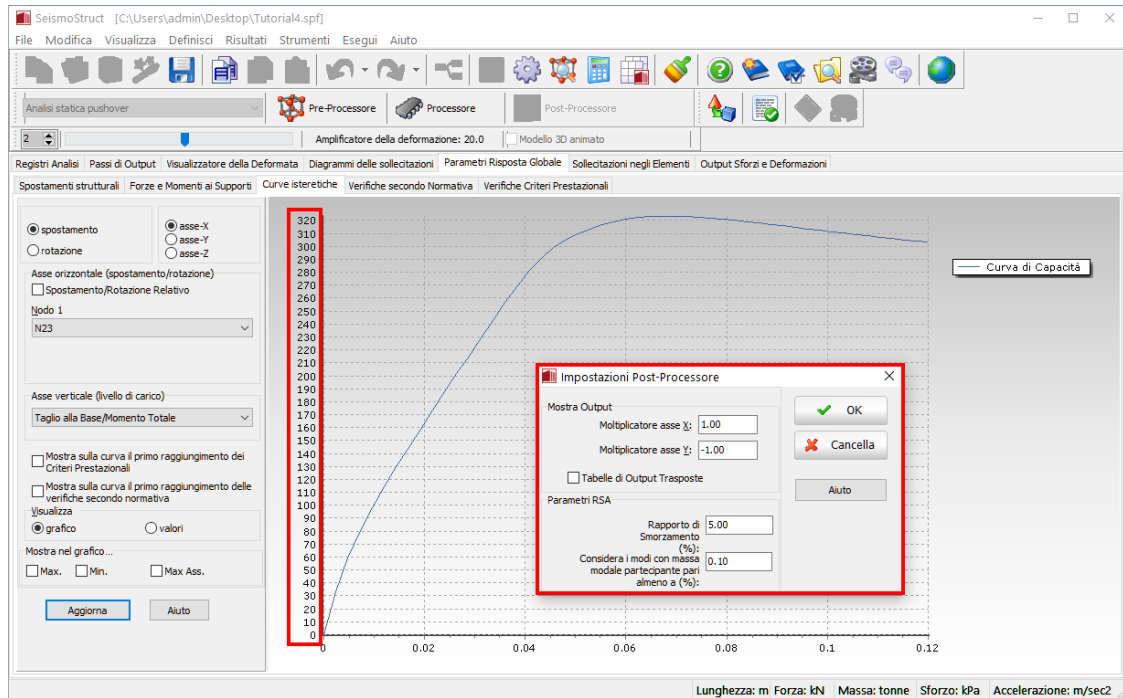 SeismoStruct [C:\Users\admin\Desktop\Tutorial4.spf]
File Modifica Visualizza Definisci Risultati Strumenti Esegui Aiuto
Analisi statica pushover
Pre-Processore
Processore
Post-Processore
2
Amplificatore della deformazione: 20.0
Modello 3D animato
Registri Analisi Passi di Output Visualizzatore della Deformata Diagrammi delle sollecitazioni Parametri Risposta Globale Sollecitazioni negli Elementi Output Sforzi e Deformazioni
Spostamenti strutturali Forze e Momenti ai Supporti Curve isteretiche Verifiche secondo Normativa Verifiche Criteri Prestazionali
spostamento
rotazione
asse-X
asse-Y
asse-Z
Asse orizzontale (spostamento/rotazione)
Spostamento/Rotazione Relativo
Nodo 1
N23
Asse verticale (livello di carico)
Taglio alla Base/Momento Totale
Mostra sulla curva il primo raggiungimento dei
Criteri Prestazionali
Mostra sulla curva il primo raggiungimento delle
verifiche secondo normativa
Visualizza
grafico
valori
Mostra nel grafico...
Max. Min. Max Ass.
Aggiorna
Aiuto
320
310
300
290
280
270
260
250
240
230
220
210
200
190
180
170
160
150
140
130
120
110
100
90
80
70
60
50
40
30
20
10
0
0 0.02 0.04 0.06 0.08 0.1 0.12
Curva di Capacità
Impostazioni Post-Processore
Mostra Output
Moltiplicatore asse X: 1.00
Moltiplicatore asse Y: -1.00
Tabelle di Output Trasposte
Parametri RSA
Rapporto di
Smorzamento
(%):
5.00
Considera i modi con massa
modale partecipante pari
almeno a (%):
0.10
OK
Cancella
Aiuto
Lunghezza: m Forza: kN Massa: tonne Sforzo: kPa Accelerazione: m/sec2